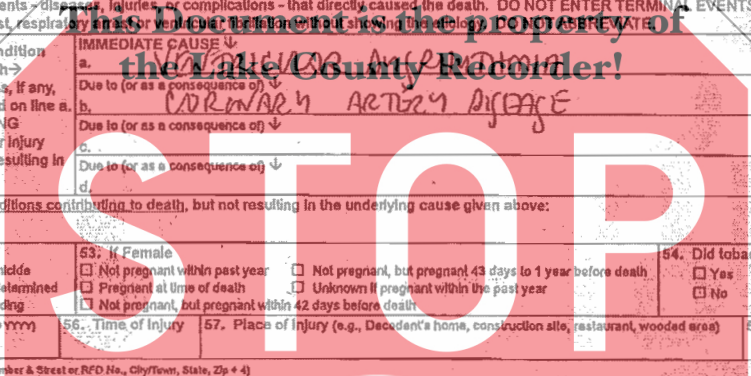 ents - diseases, injuries, or complications - that directly caused the death. DO NOT ENTER TERMINAL EVENTS
st, respiratory arrest or ventricular fibrillation without showing the etiology. DO NOT ABBREVIATE.
This Document is the property of
the Lake County Recorder!
ndition
IMMEDIATE CAUSE ↓
h->
a.
s, if any,
Due to (or as a consequence of) ↓
d on line a.
b. CORONARY ARTERY DISEASE
NG
Due to (or as a consequence of) ↓
r Injury
c.
esulting in
Due to (or as a consequence of) ↓
d.
ditions contributing to death, but not resulting in the underlying cause given above:
STOP
53. If Female
54. Did toba
micide
☐ Not pregnant within past year ☐ Not pregnant, but pregnant 43 days to 1 year before death
☐ Yes
etermined
☐ Pregnant at time of death ☐ Unknown if pregnant within the past year
☐ No
ding
☐ Not pregnant, but pregnant within 42 days before death
YYYY)
56. Time of Injury
57. Place of Injury (e.g., Decedent's home, construction site, restaurant, wooded area)
mber & Street or RFD No., City/Town, State, Zip + 4)